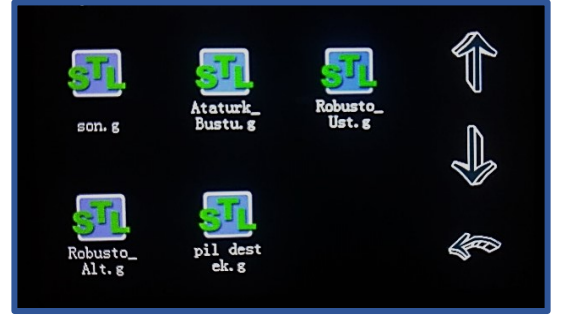 STL
STL
STL
son.g
Ataturk_
Bustu.g
Robusto_
Ust.g
STL
STL
Robusto_
Alt.g
pil dest
ek.g